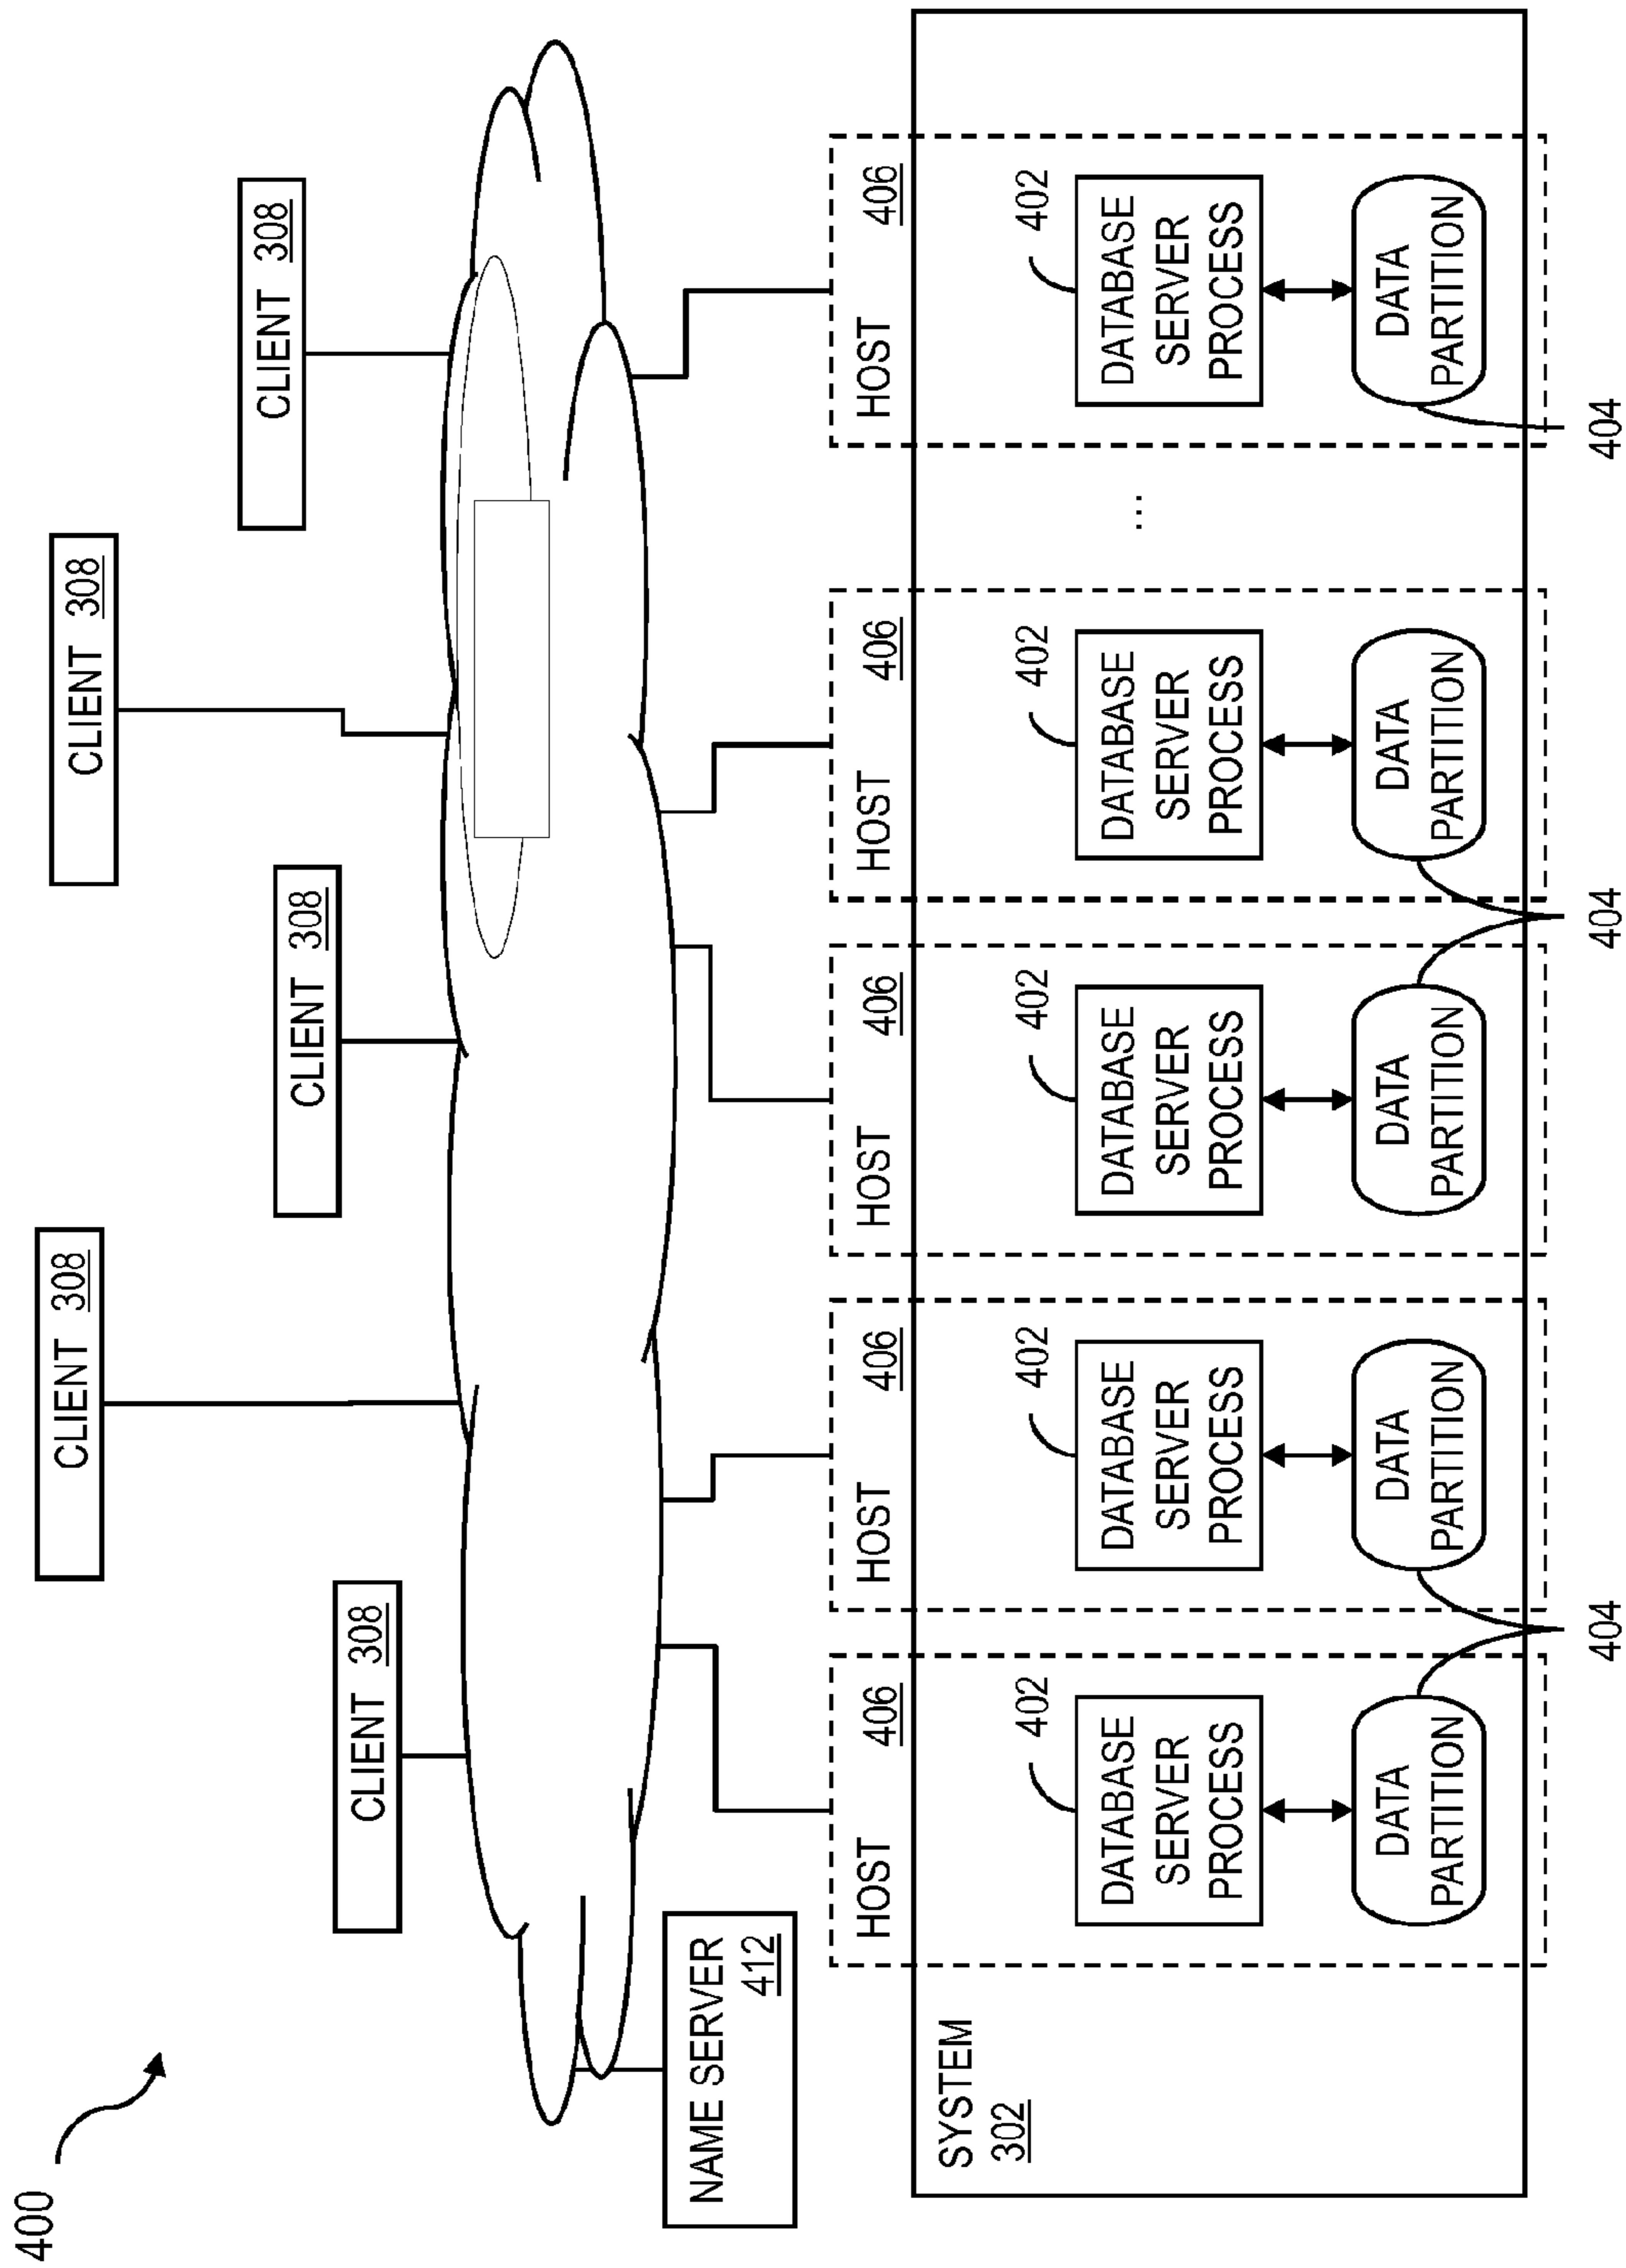 400
CLIENT 308
CLIENT 308
CLIENT 308
CLIENT 308
CLIENT 308
NAME SERVER
412
SYSTEM
302
HOST 406
402
DATABASE
SERVER
PROCESS
DATA
PARTITION
HOST 406
402
DATABASE
SERVER
PROCESS
DATA
PARTITION
HOST 406
402
DATABASE
SERVER
PROCESS
DATA
PARTITION
HOST 406
402
DATABASE
SERVER
PROCESS
DATA
PARTITION
...
HOST 406
402
DATABASE
SERVER
PROCESS
DATA
PARTITION
404
404
404